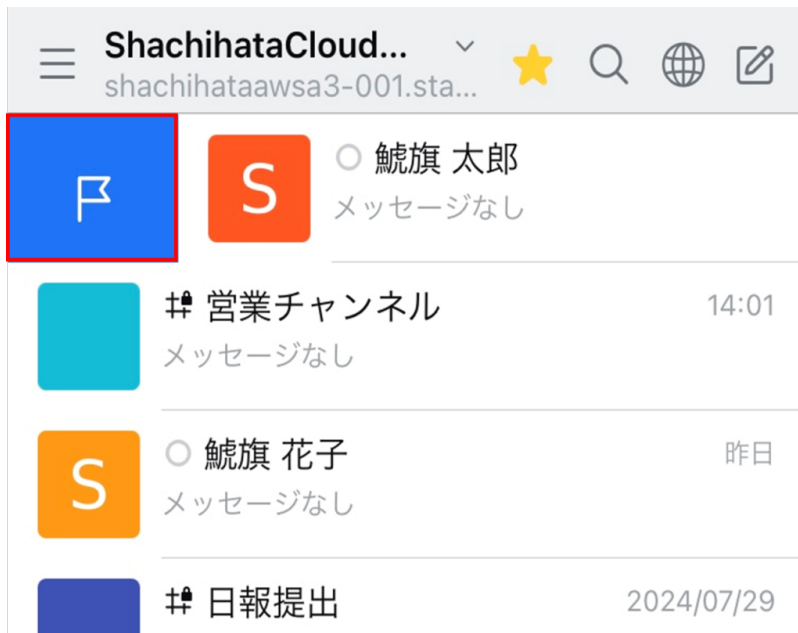 ShachihataCloud...
shachihataawsa3-001.sta...
S
鯱旗 太郎
メッセージなし
営業チャンネル
14:01
メッセージなし
S
鯱旗 花子
昨日
メッセージなし
日報提出
2024/07/29